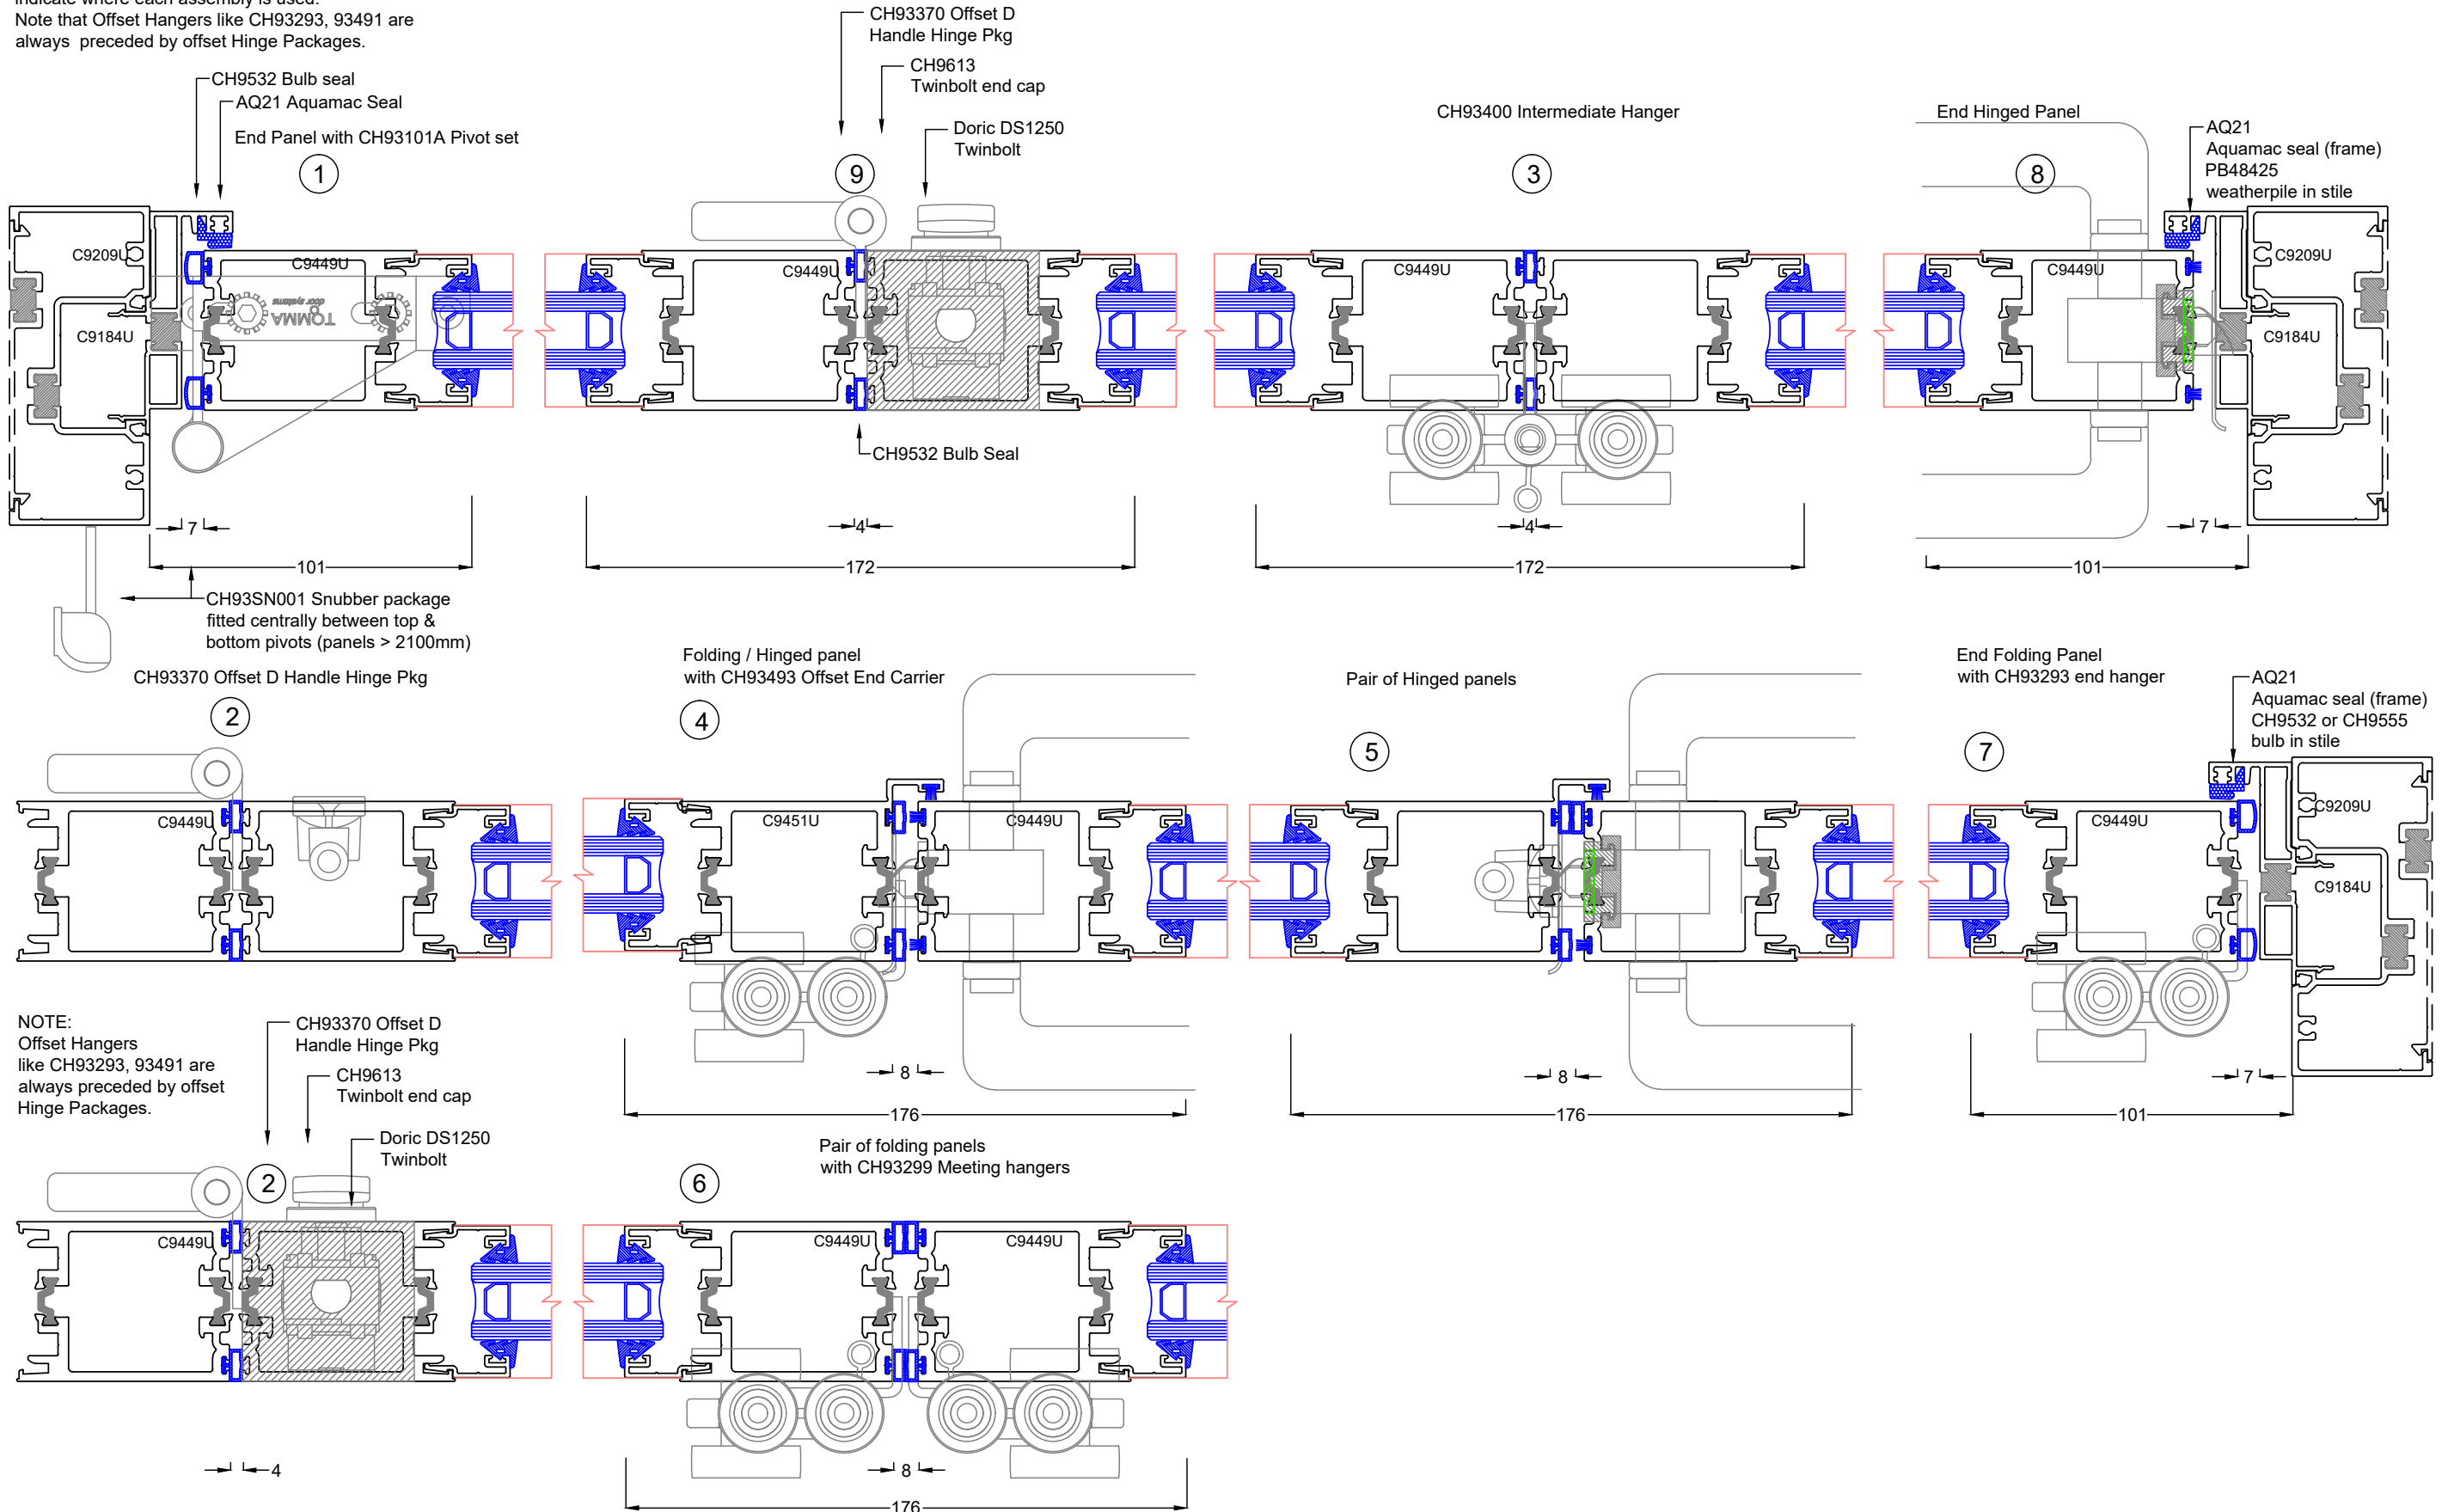 indicate where each assembly is used.
Note that Offset Hangers like CH93293, 93491 are
always preceded by offset Hinge Packages.
CH9532 Bulb seal
AQ21 Aquamac Seal
End Panel with CH93101A Pivot set
1
C9209U
C9449U
C9184U
TQMMA
door systems
7
101
CH93SN001 Snubber package
fitted centrally between top &
bottom pivots (panels > 2100mm)
CH93370 Offset D
Handle Hinge Pkg
CH9613
Twinbolt end cap
Doric DS1250
Twinbolt
9
C9449U
CH9532 Bulb Seal
4
172
CH93400 Intermediate Hanger
3
C9449U
4
172
End Hinged Panel
8
AQ21
Aquamac seal (frame)
PB48425
weatherpile in stile
C9449U
C9209U
C9184U
7
101
CH93370 Offset D Handle Hinge Pkg
2
C9449U
Folding / Hinged panel
with CH93493 Offset End Carrier
4
C9451U
C9449U
8
176
Pair of Hinged panels
5
8
176
End Folding Panel
with CH93293 end hanger
7
AQ21
Aquamac seal (frame)
CH9532 or CH9555
bulb in stile
C9449U
C9209U
C9184U
7
101
NOTE:
Offset Hangers
like CH93293, 93491 are
always preceded by offset
Hinge Packages.
CH93370 Offset D
Handle Hinge Pkg
CH9613
Twinbolt end cap
Doric DS1250
Twinbolt
2
C9449U
4
Pair of folding panels
with CH93299 Meeting hangers
6
C9449U
C9449U
8
176